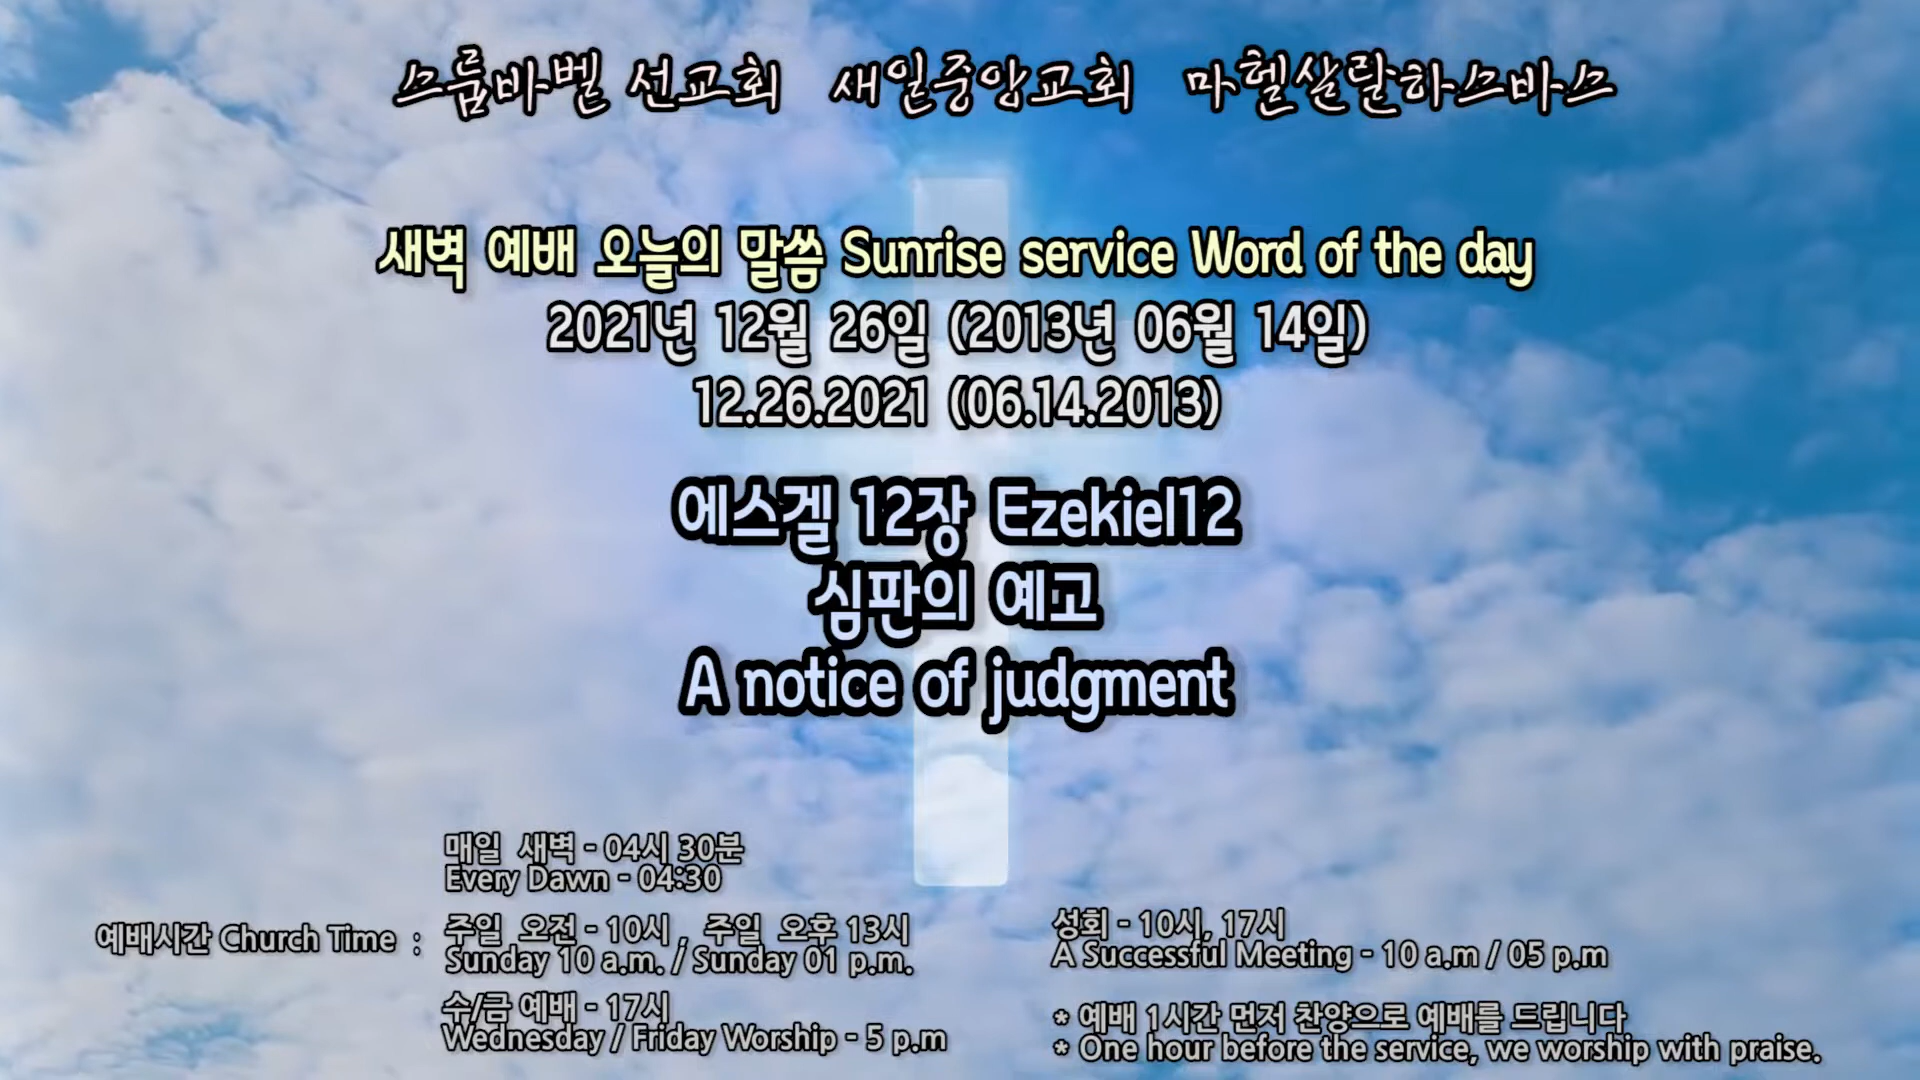 스룹바벨 선교회 새일중앙교회 마헬살랄하스바스
새벽 예배 오늘의 말씀 Sunrise service Word of the day
2021년 12월 26일 (2013년 06월 14일)
12.26.2021 (06.14.2013)
에스겔 12장 Ezekiel12
심판의 예고
A notice of judgment
매일 새벽 - 04시 30분
Every Dawn - 04:30
예배시간 Church Time :
주일 오전 - 10시 , 주일 오후 13시
Sunday 10 a.m. / Sunday 01 p.m.
수/금 예배 - 17시
Wednesday / Friday Worship - 5 p.m
성회 - 10시, 17시
A Successful Meeting - 10 a.m / 05 p.m
* 예배 1시간 먼저 찬양으로 예배를 드립니다
* One hour before the service, we worship with praise.